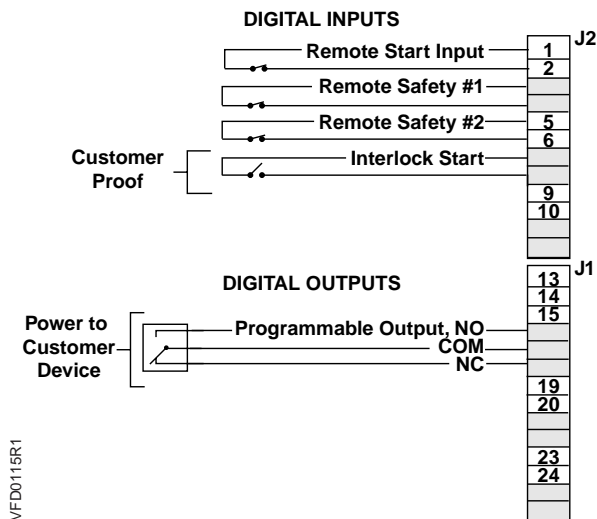 DIGITAL INPUTS
J2
Remote Start Input
1
2
Remote Safety #1
Remote Safety #2
5
6
Customer
Proof
Interlock Start
9
10
J1
DIGITAL OUTPUTS
13
14
15
Power to
Customer
Device
Programmable Output, NO
COM
NC
19
20
23
24
VFD0115R1